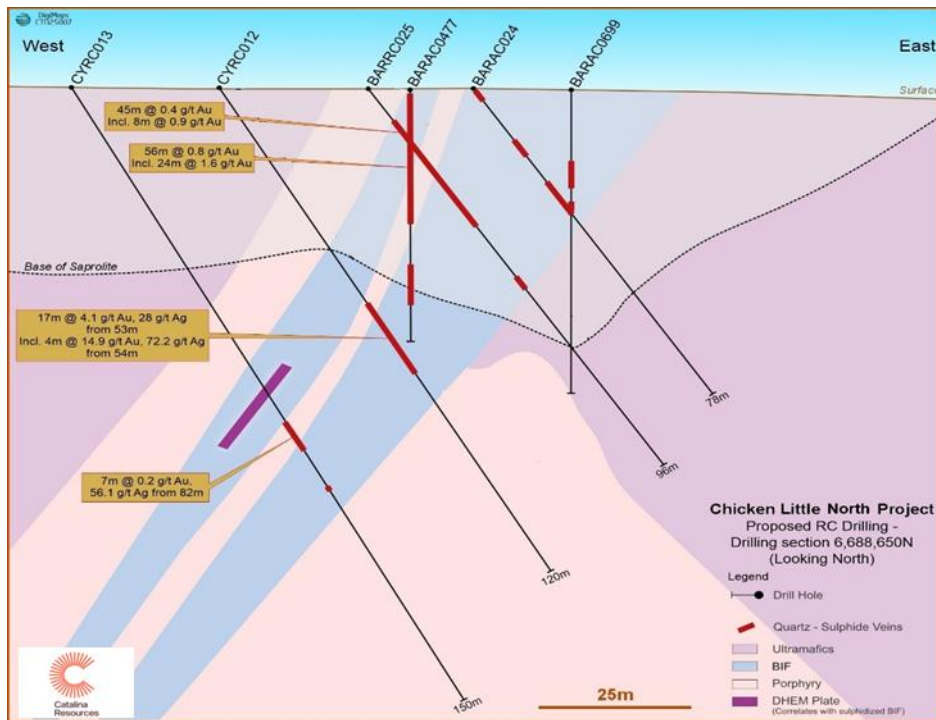 DigiMaps
CTN2S007
West
East
CYRC013
CYRC012
BARRC025
BARAC0477
BARAC024
BARAC0699
Surface
45m @ 0.4 g/t Au
Incl. 8m @ 0.9 g/t Au
56m @ 0.8 g/t Au
Incl. 24m @ 1.6 g/t Au
Base of Saprolite
17m @ 4.1 g/t Au, 28 g/t Ag
from 53m
Incl. 4m @ 14.9 g/t Au, 72.2 g/t Ag
from 54m
7m @ 0.2 g/t Au,
56.1 g/t Ag from 82m
78m
96m
120m
150m
Chicken Little North Project
Proposed RC Drilling -
Drilling section 6,688,650N
(Looking North)
Legend
Drill Hole
Quartz - Sulphide Veins
Ultramafics
BIF
Porphyry
DHEM Plate
(Correlates with sulphidized BIF)
25m
Catalina
Resources